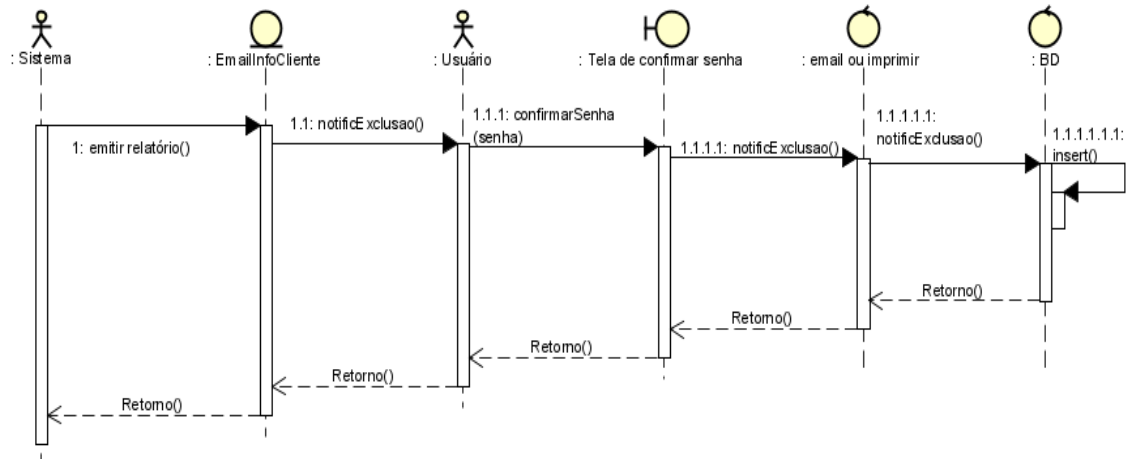 : Sistema
: EmailInfoCliente
: Usuário
: Tela de confirmar senha
: email ou imprimir
: BD
1: emitir relatório()
1.1: notificExclusao()
1.1.1: confirmarSenha
(senha)
1.1.1.1: notificExclusao()
1.1.1.1.1:
notificExclusao()
1.1.1.1.1.1:
insert()
Retorno()
Retorno()
Retorno()
Retorno()
Retorno()